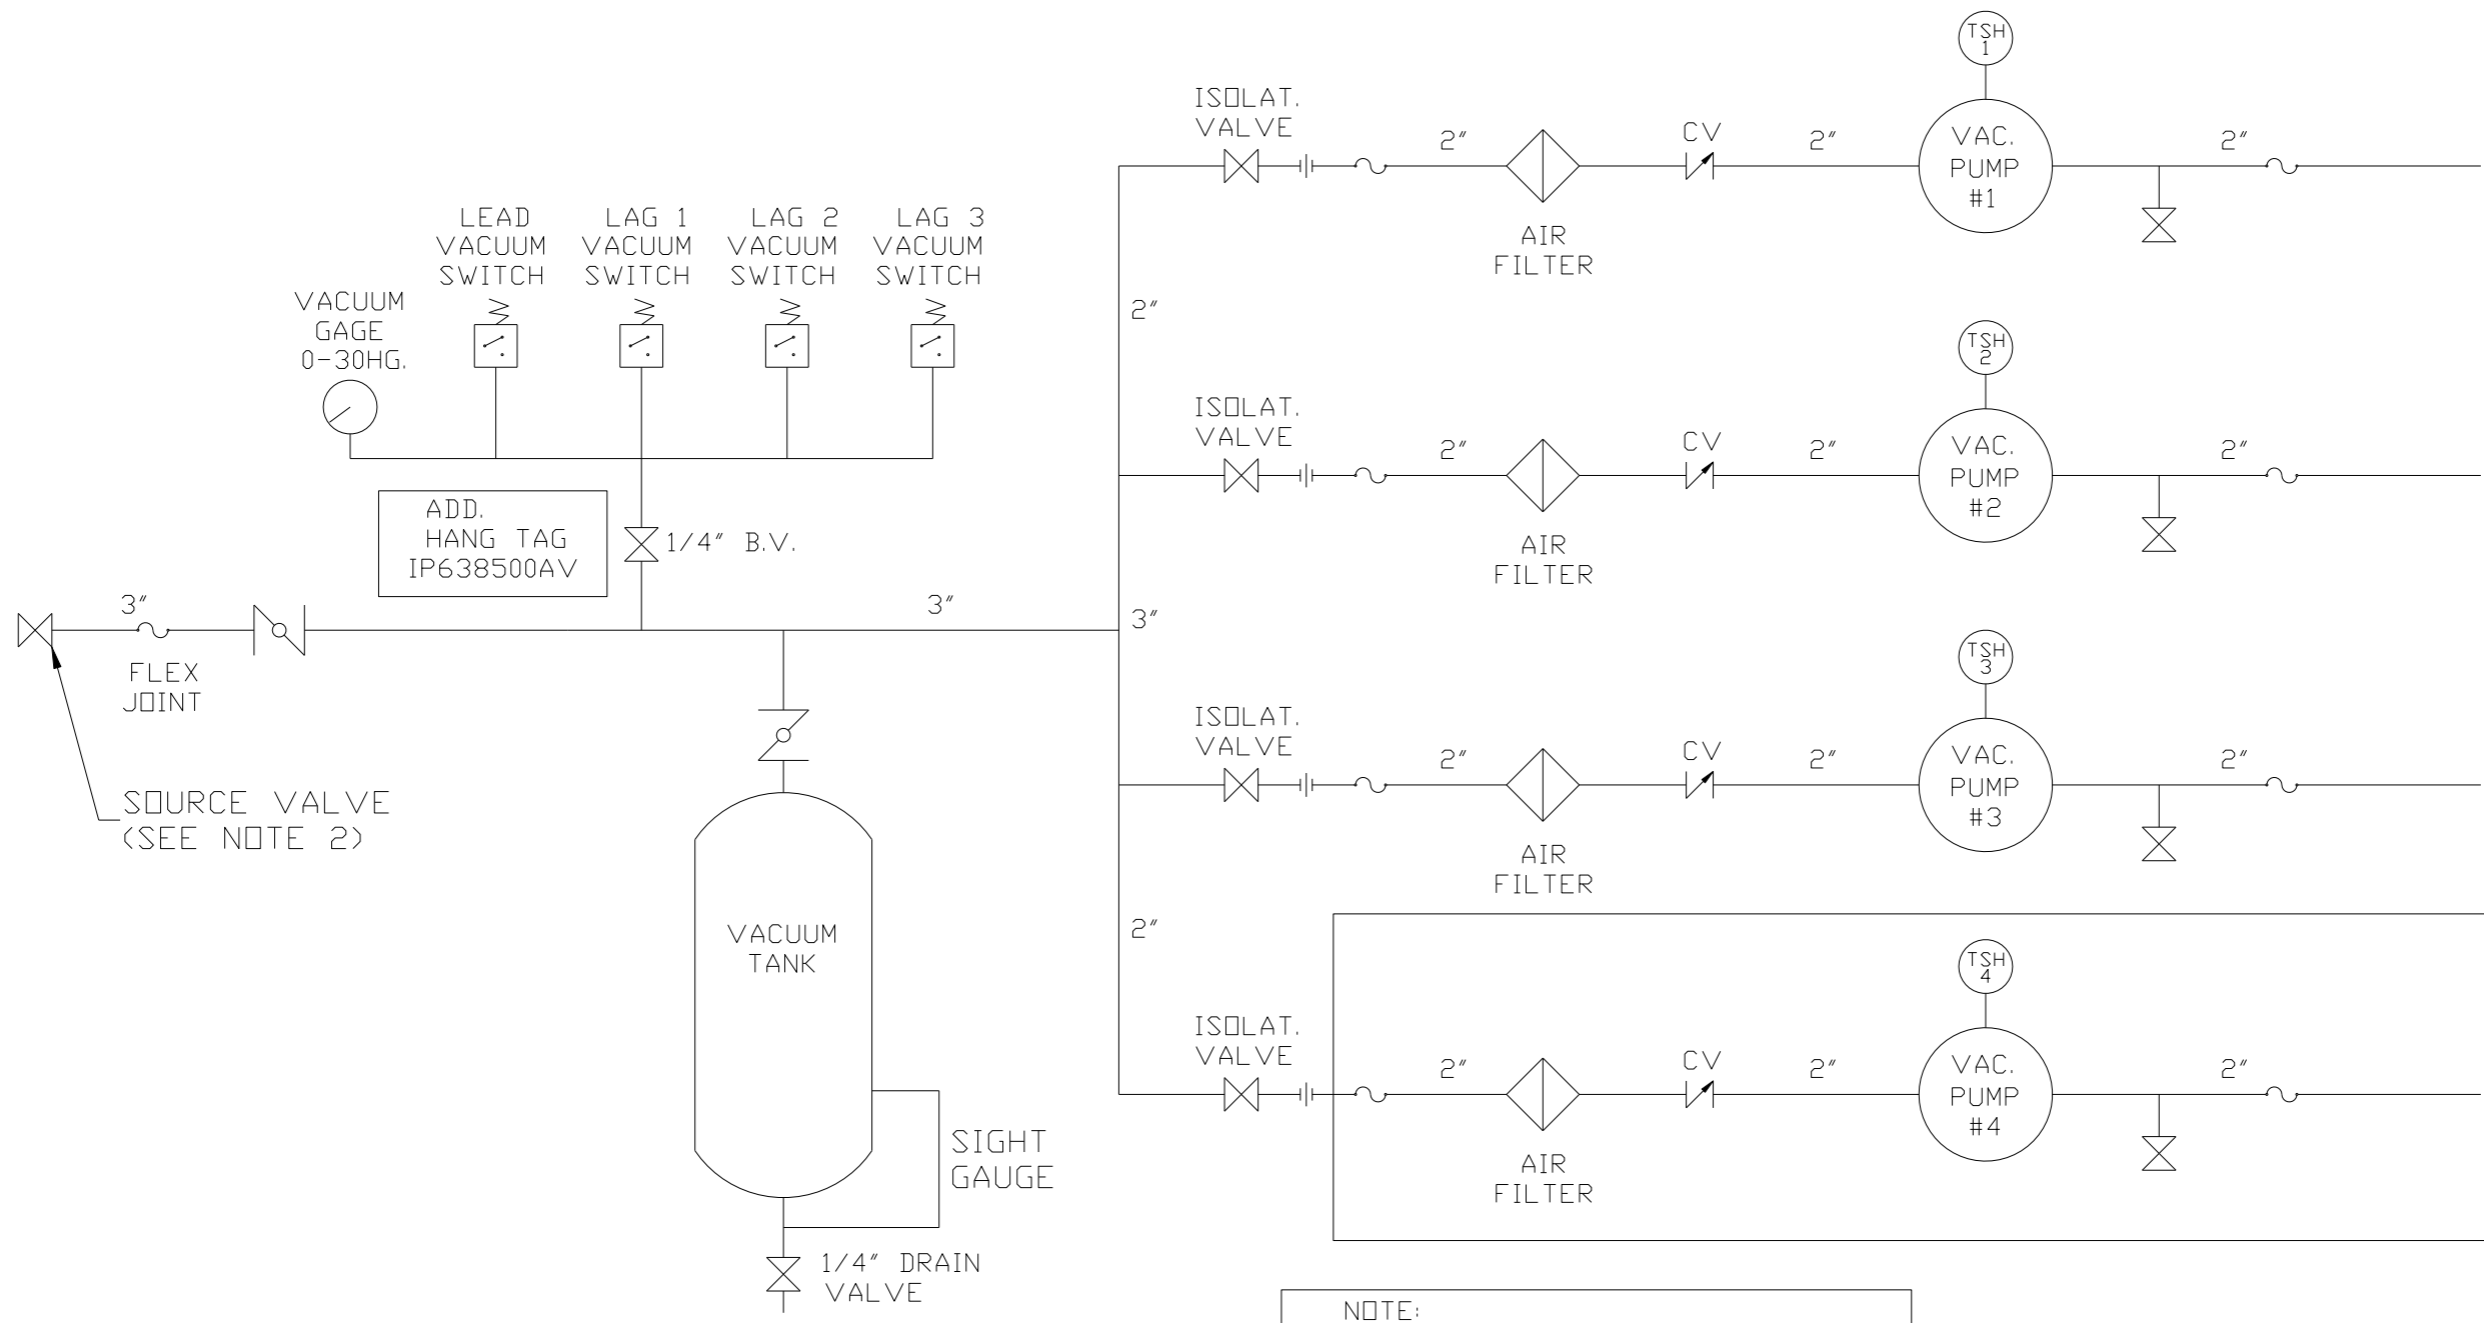 TSH
1
ISOLAT.
VALVE
2"
CV
2"
VAC.
PUMP
#1
2"
AIR
FILTER
LEAD
VACUUM
SWITCH
LAG 1
VACUUM
SWITCH
LAG 2
VACUUM
SWITCH
LAG 3
VACUUM
SWITCH
VACUUM
GAGE
0-30HG.
2"
TSH
2
ISOLAT.
VALVE
2"
CV
2"
VAC.
PUMP
#2
2"
AIR
FILTER
ADD.
HANG TAG
IP638500AV
1/4" B.V.
3"
3"
3"
FLEX
JOINT
SOURCE VALVE
(SEE NOTE 2)
TSH
3
ISOLAT.
VALVE
2"
CV
2"
VAC.
PUMP
#3
2"
AIR
FILTER
VACUUM
TANK
2"
TSH
4
ISOLAT.
VALVE
2"
CV
2"
VAC.
PUMP
#4
2"
AIR
FILTER
SIGHT
GAUGE
1/4" DRAIN
VALVE
NOTE: